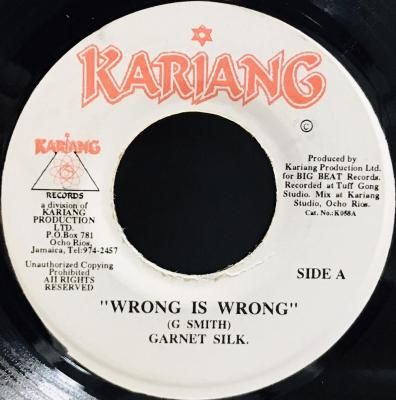 KARIANG
©
KARIANG
RECORDS
a division of
KARIANG
PRODUCTION
LTD.
P.O.Box 781
Ocho Rios,
Jamaica, Tel:974-2457
Unauthorized Copying
Prohibited
All RIGHTS
RESERVED
Produced by
Kariang Production Ltd.
for BIG BEAT Records.
Recorded at Tuff Gong
Studio. Mix at Kariang
Studio, Ocho Rios.
Cat. No.:K058A
SIDE A
"WRONG IS WRONG"
(G SMITH)
GARNET SILK.